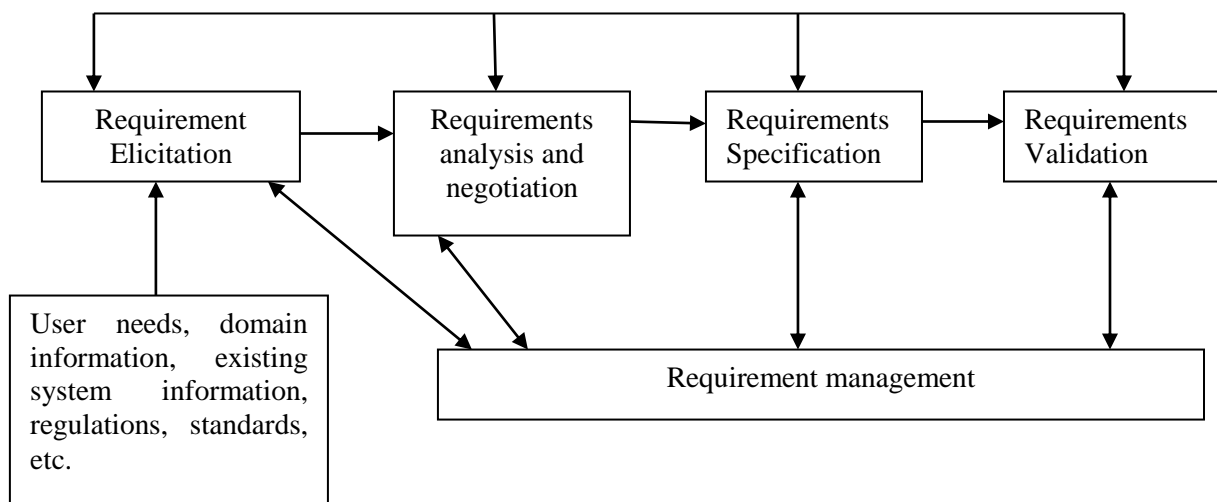 Requirement
Elicitation
Requirements
analysis and
negotiation
Requirements
Specification
Requirements
Validation
User needs, domain
information, existing
system information,
regulations, standards,
etc.
Requirement management